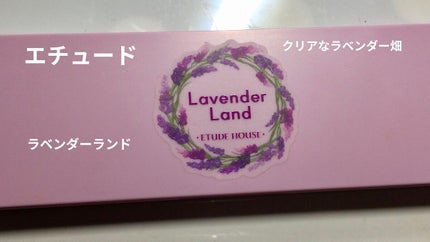 エチュード
クリアなラベンダー畑
Lavender
Land
・ETUDE HOUSE・
ラベンダーランド